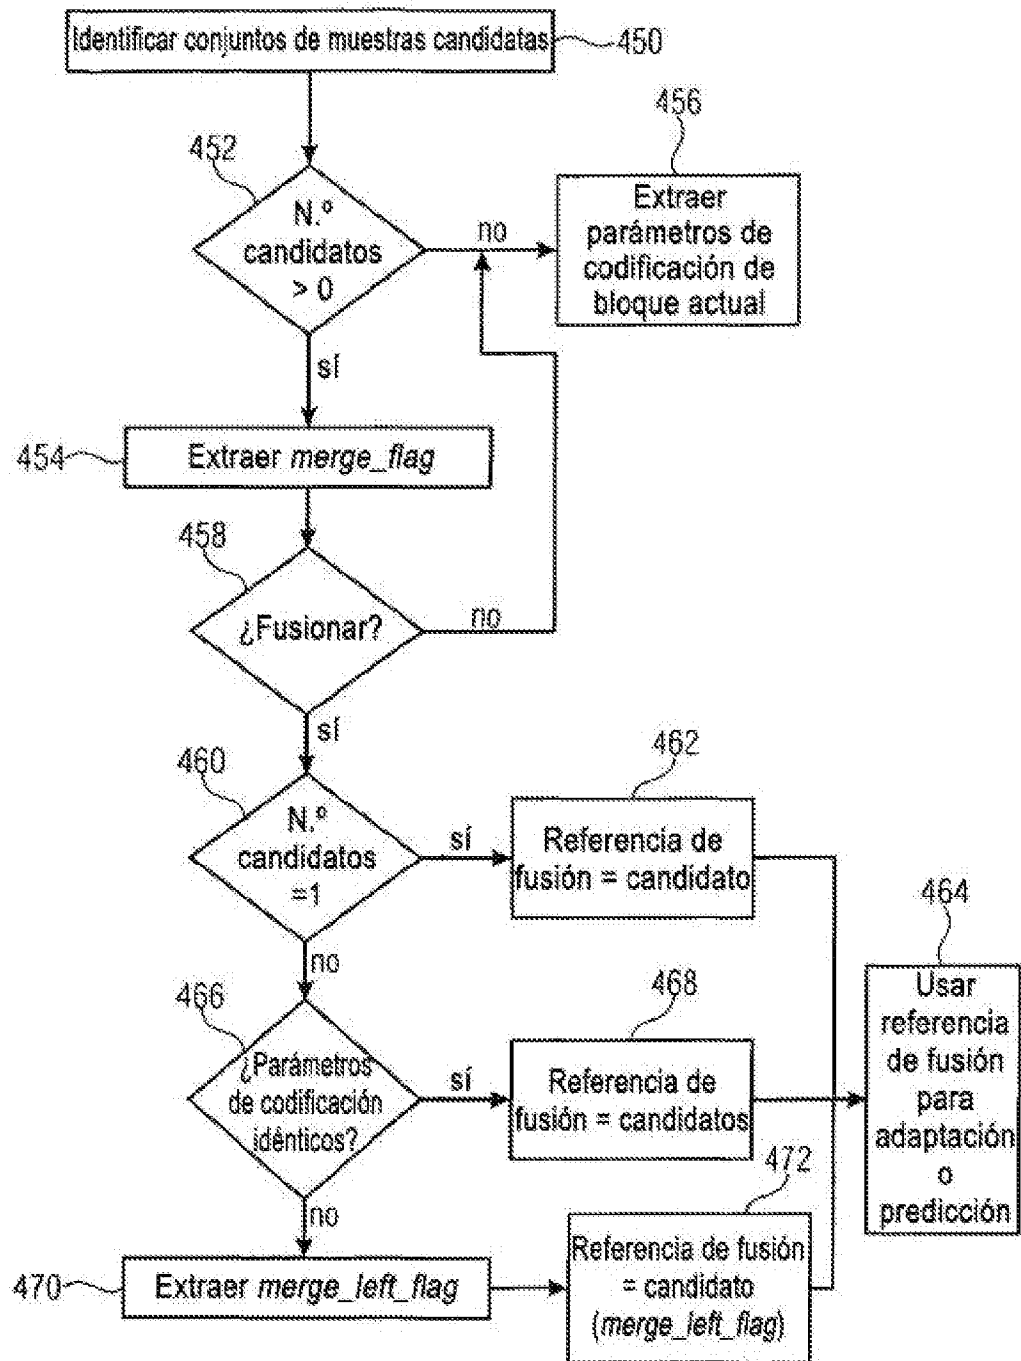 Identificar conjuntos de muestras candidatas
450
456
452
N.º
candidatos
> 0
no
Extraer
parámetros de
codificación de
bloque actual
sí
454
Extraer merge_flag
458
¿Fusionar?
no
sí
460
N.º
candidatos
=1
sí
462
Referencia de
fusión = candidato
464
Usar
referencia
de fusión
para
adaptación
o
predicción
no
466
¿Parámetros
de codificación
idénticos?
sí
468
Referencia de
fusión = candidatos
no
470
Extraer merge_left_flag
472
Referencia de fusión
= candidato
(merge_left_flag)